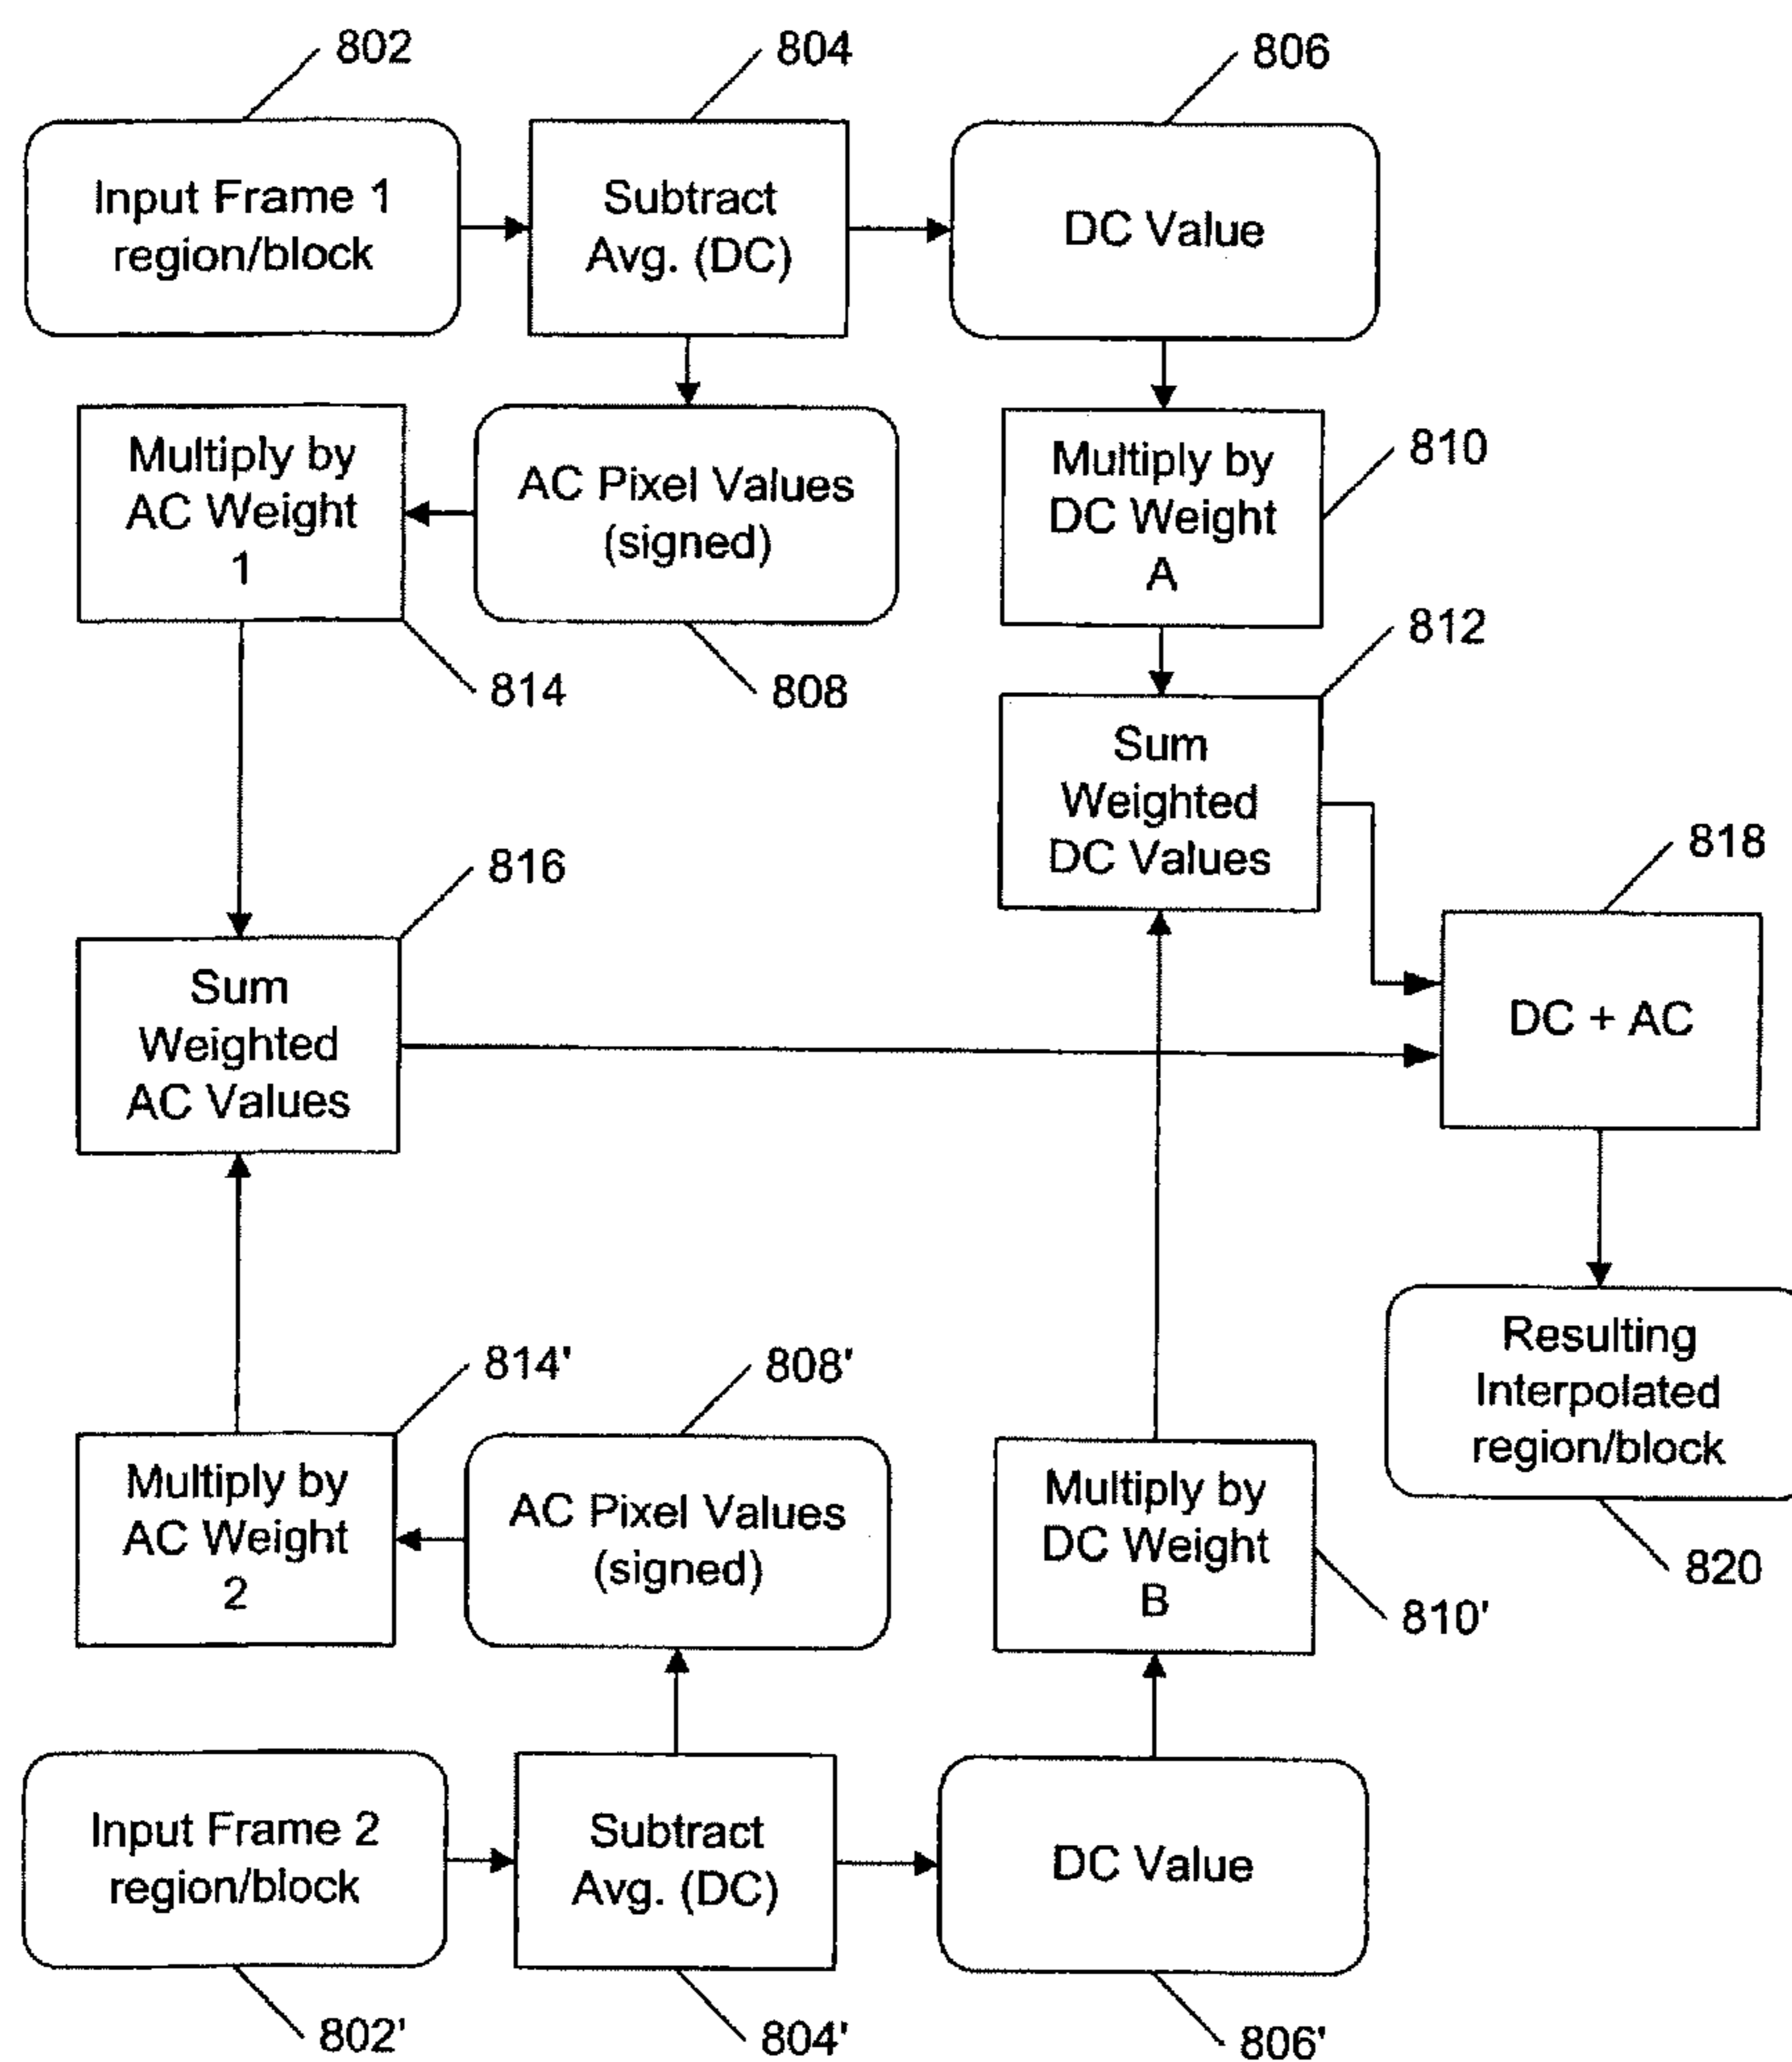 802
804
806
Input Frame 1
region/block
Subtract
Avg. (DC)
DC Value
Multiply by
AC Weight
1
AC Pixel Values
(signed)
Multiply by
DC Weight
A
810
814
808
812
Sum
Weighted
DC Values
816
818
Sum
Weighted
AC Values
DC + AC
814'
808'
Resulting
Interpolated
region/block
Multiply by
AC Weight
2
AC Pixel Values
(signed)
Multiply by
DC Weight
B
820
810'
Input Frame 2
region/block
Subtract
Avg. (DC)
DC Value
802'
804'
806'